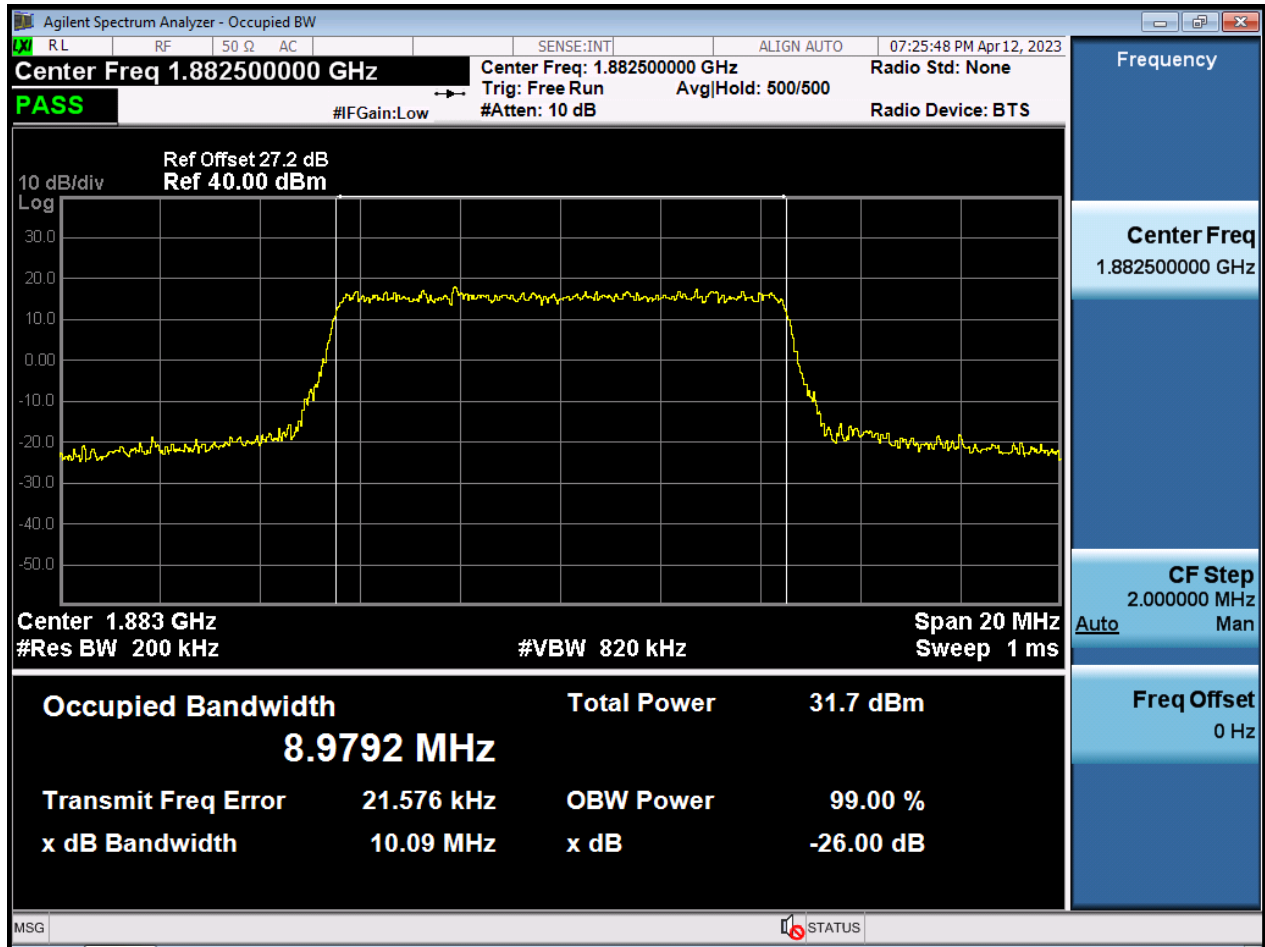 Agilent Spectrum Analyzer - Occupied BW
LXI RL RF 50 Ω AC SENSE:INT ALIGN AUTO 07:25:48 PM Apr 12, 2023
Center Freq 1.882500000 GHz
PASS
#IFGain:Low
Center Freq: 1.882500000 GHz
Trig: Free Run Avg|Hold: 500/500
#Atten: 10 dB
Radio Std: None
Radio Device: BTS
Ref Offset 27.2 dB
10 dB/div Ref 40.00 dBm
Log
30.0
20.0
10.0
0.00
-10.0
-20.0
-30.0
-40.0
-50.0
Center 1.883 GHz Span 20 MHz
#Res BW 200 kHz #VBW 820 kHz Sweep 1 ms
Occupied Bandwidth Total Power 31.7 dBm
8.9792 MHz
Transmit Freq Error 21.576 kHz OBW Power 99.00 %
x dB Bandwidth 10.09 MHz x dB -26.00 dB
Frequency
Center Freq
1.882500000 GHz
CF Step
2.000000 MHz
Auto Man
Freq Offset
0 Hz
MSG STATUS